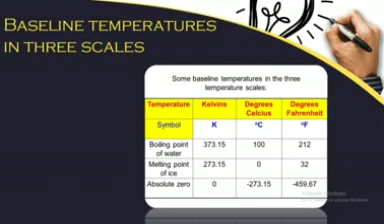 BASELINE TEMPERATURES
IN THREE SCALES
Some baseline temperatures in the three
temperature scales:
Temperature Kelvins Degrees Celcius Degrees Fahrenheit
Symbol K °C °F
Boiling point of water 373.15 100 212
Melting point of ice 273.15 0 32
Absolute zero 0 -273.15 -459.67